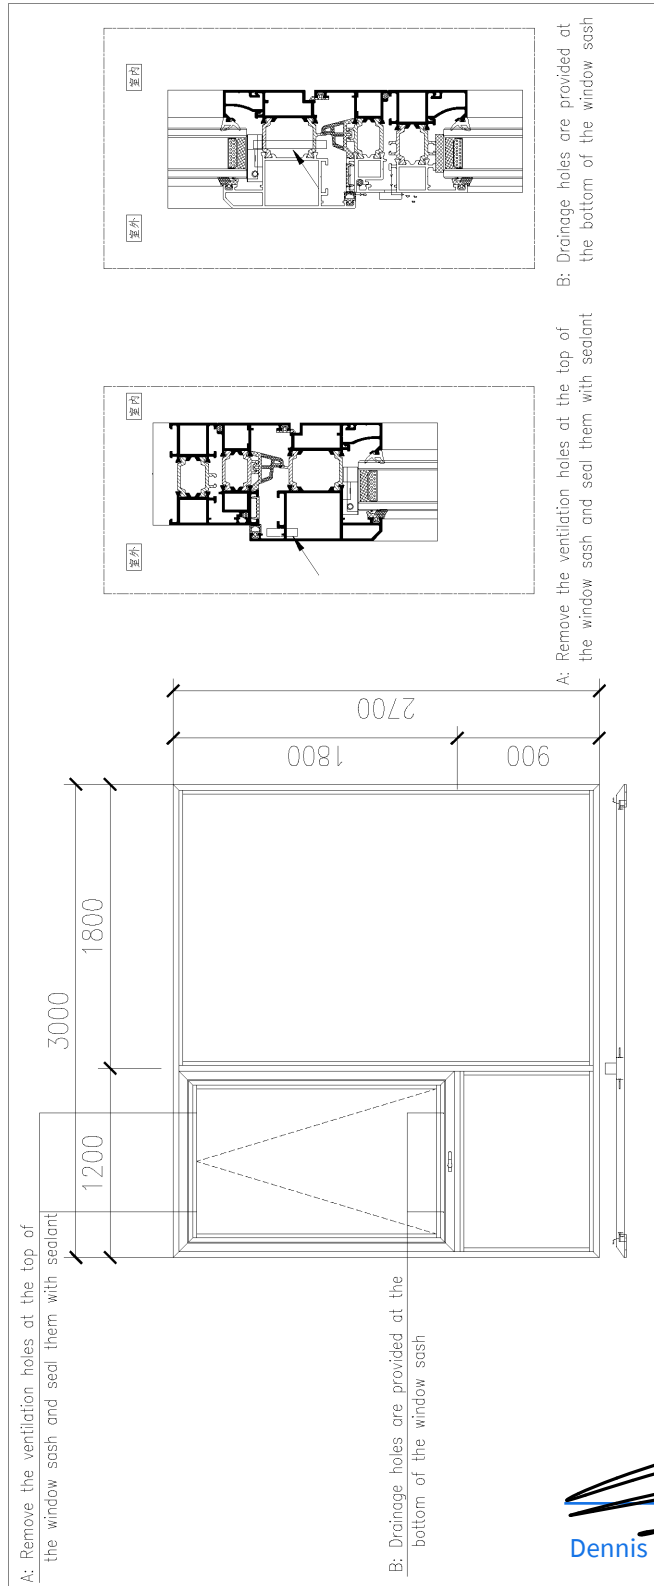 A: Remove the ventilation holes at the top of
the window sash and seal them with sealant
3000
1200
1800
B: Drainage holes are provided at the
bottom of the window sash
1800
900
2700
室外
室内
A: Remove the ventilation holes at the top of
the window sash and seal them with sealant
室外
室内
B: Drainage holes are provided at
the bottom of the window sash
Dennis